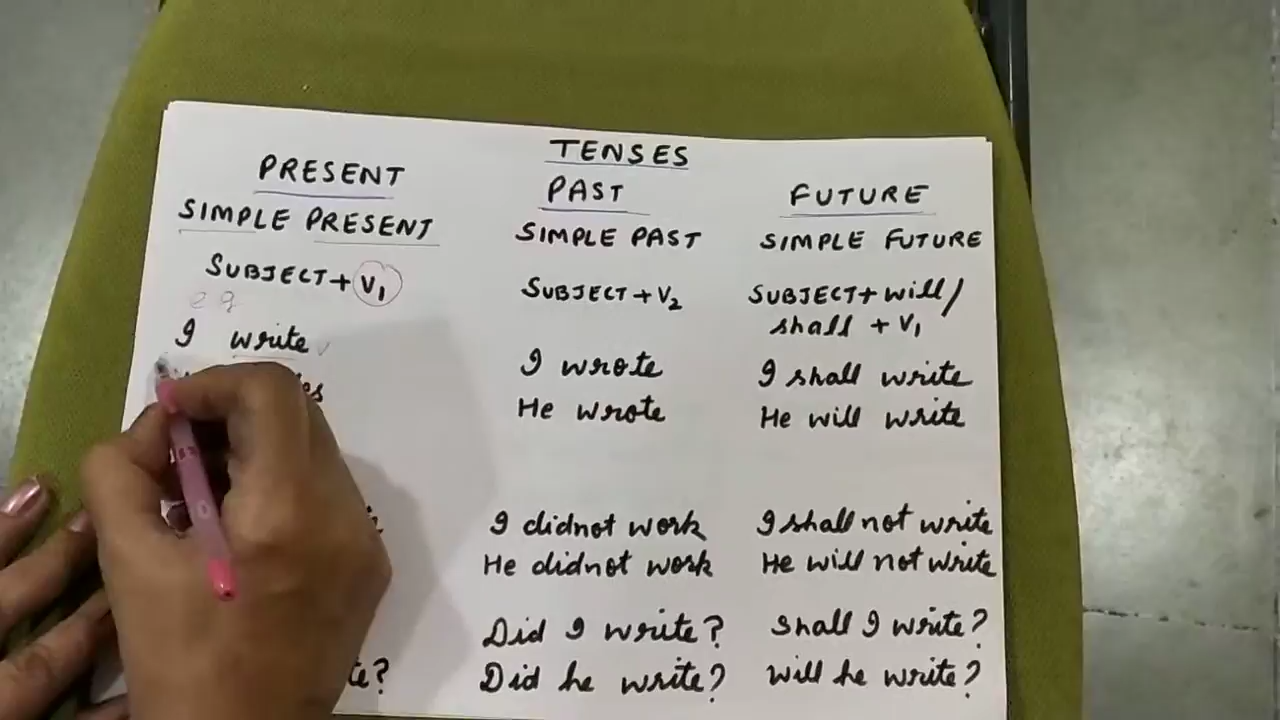 TENSES
PRESENT
SIMPLE PRESENT
SUBJECT + V1
eg
I write
PAST
SIMPLE PAST
SUBJECT + V2
I wrote
He wrote
I didnot work
He didnot work
Did I write?
Did he write?
FUTURE
SIMPLE FUTURE
SUBJECT + will/
shall + V1
I shall write
He will write
I shall not write
He will not write
Shall I write?
Will he write?